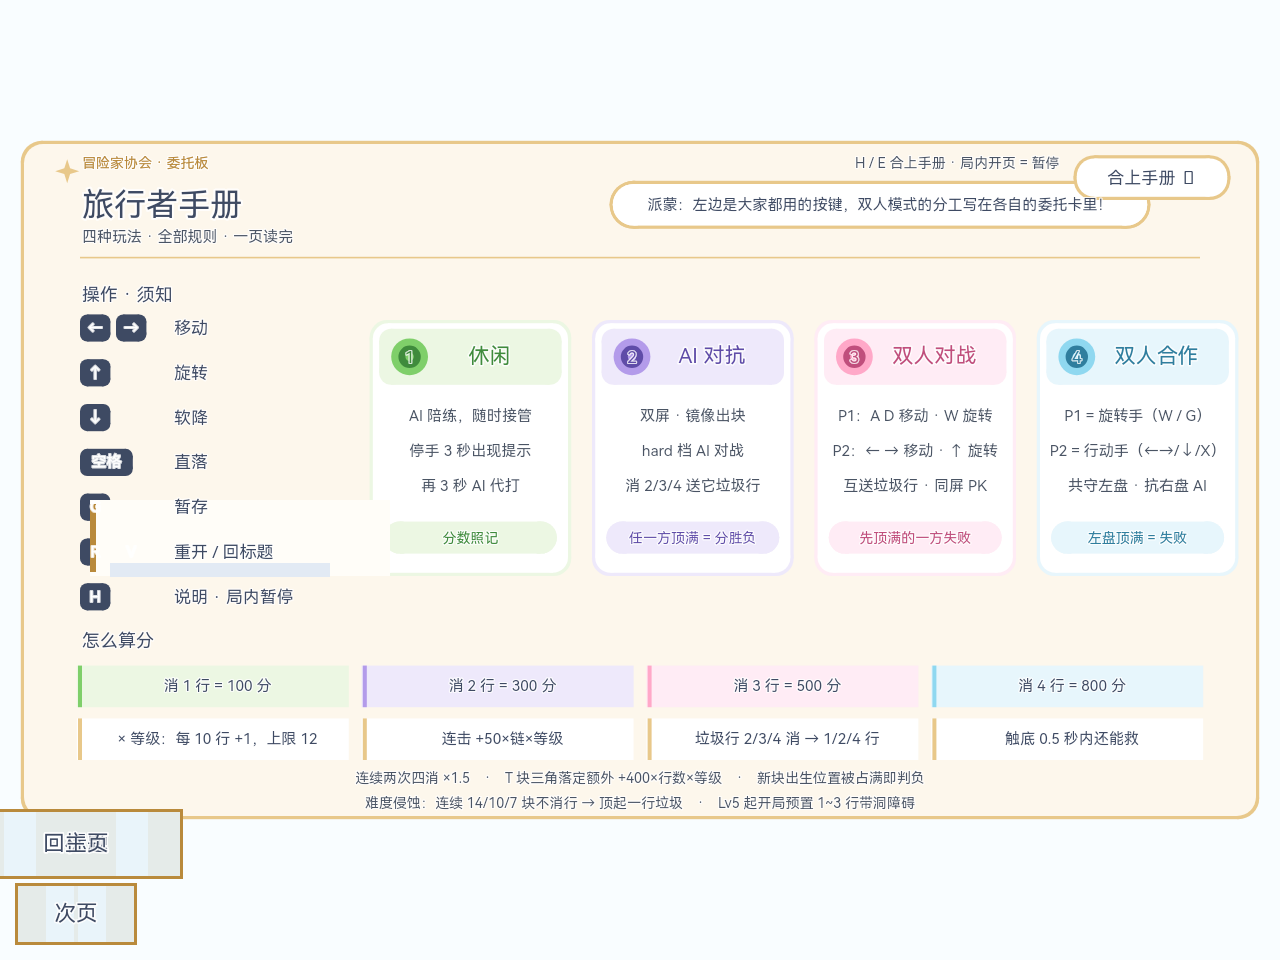 冒险家协会 · 委托板
H / E 合上手册 · 局内开页 = 暂停
合上手册
旅行者手册
派蒙：左边是大家都用的按键，双人模式的分工写在各自的委托卡里！
四种玩法 · 全部规则 · 一页读完
操作 · 须知
← → 移动
↑ 旋转
↓ 软降
空格 直落
暂存
重开 / 回标题
H 说明 · 局内暂停
1 休闲
AI 陪练，随时接管
停手 3 秒出现提示
再 3 秒 AI 代打
分数照记
2 AI 对抗
双屏 · 镜像出块
hard 档 AI 对战
消 2/3/4 送它垃圾行
任一方顶满 = 分胜负
3 双人对战
P1：A D 移动 · W 旋转
P2：← → 移动 · ↑ 旋转
互送垃圾行 · 同屏 PK
先顶满的一方失败
4 双人合作
P1 = 旋转手（W / G）
P2 = 行动手（←→/↓/X）
共守左盘 · 抗右盘 AI
左盘顶满 = 失败
怎么算分
消 1 行 = 100 分
消 2 行 = 300 分
消 3 行 = 500 分
消 4 行 = 800 分
× 等级：每 10 行 +1，上限 12
连击 +50×链×等级
垃圾行 2/3/4 消 → 1/2/4 行
触底 0.5 秒内还能救
连续两次四消 ×1.5 · T 块三角落定额外 +400×行数×等级 · 新块出生位置被占满即判负
难度侵蚀：连续 14/10/7 块不消行 → 顶起一行垃圾 · Lv5 起开局预置 1~3 行带洞障碍
次页